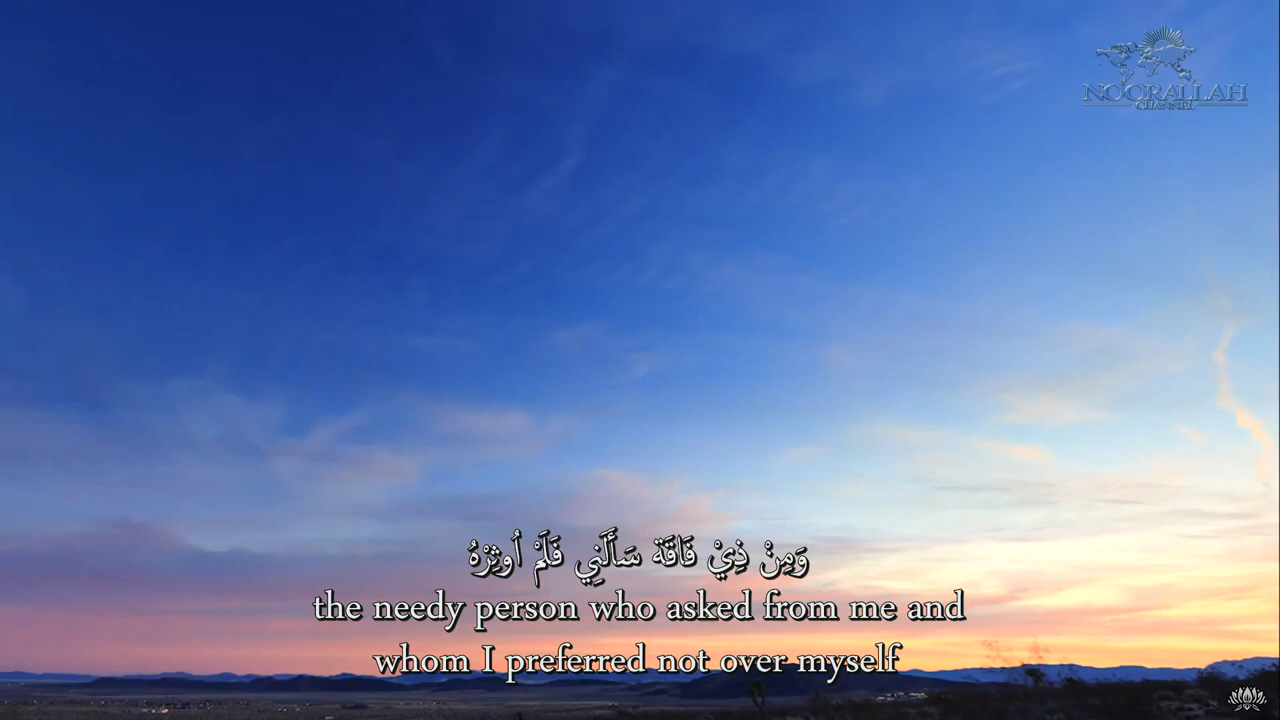 NOORALLAH
CHANNEL
وَمِنْ ذِيْ فَاقَة سَأَلَنِي فَلَمْ اُوثِرْهُ
the needy person who asked from me and
whom I preferred not over myself